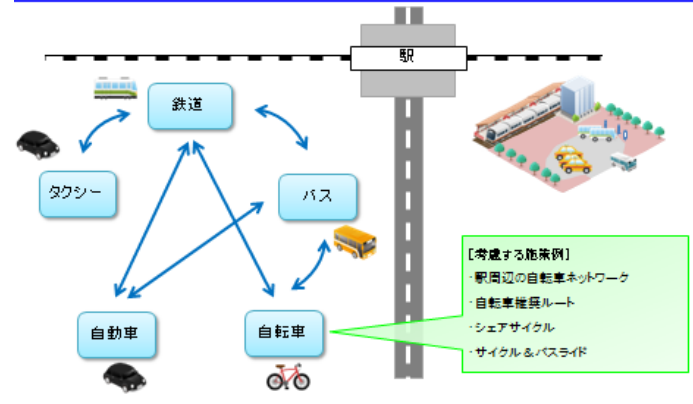 駅
鉄道
タクシー
バス
自動車
自転車
[考慮する施策例]
・駅周辺の自転車ネットワーク
・自転車推奨ルート
・シェアサイクル
・サイクル＆バスライド